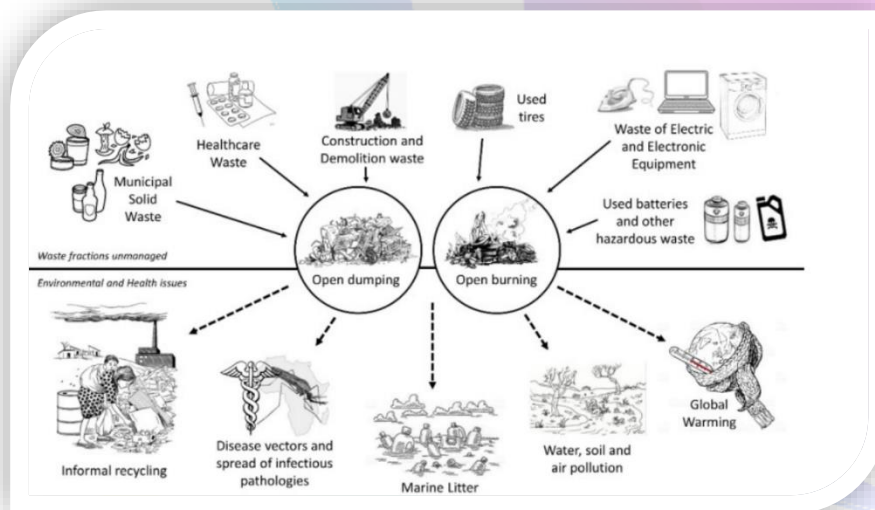 Healthcare
Waste
Construction and
Demolition waste
Used
tires
Waste of Electric
and Electronic
Equipment
Municipal
Solid
Waste
Used batteries
and other
hazardous waste
Waste fractions unmanaged
Open dumping
Open burning
Environmental and Health issues
Informal recycling
Disease vectors and
spread of infectious
pathologies
Marine Litter
Water, soil and
air pollution
Global
Warming